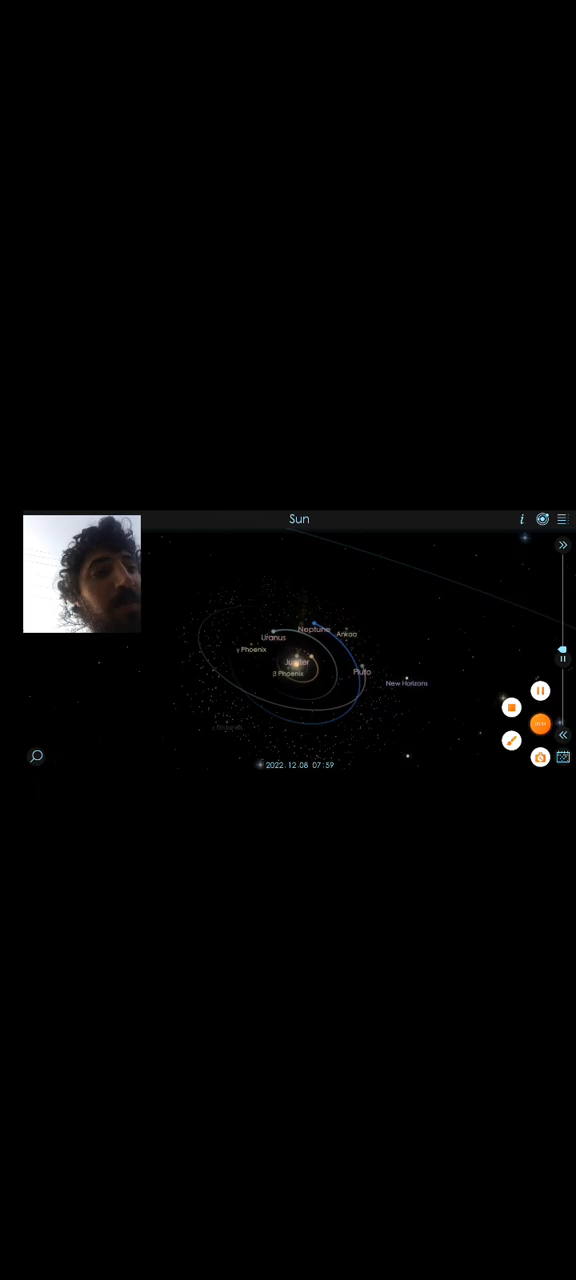 Sun
i
Neptune
Ankaa
Uranus
γ Phoenix
Jupiter
β Phoenix
Pluto
New Horizons
2022.12.08 07:59